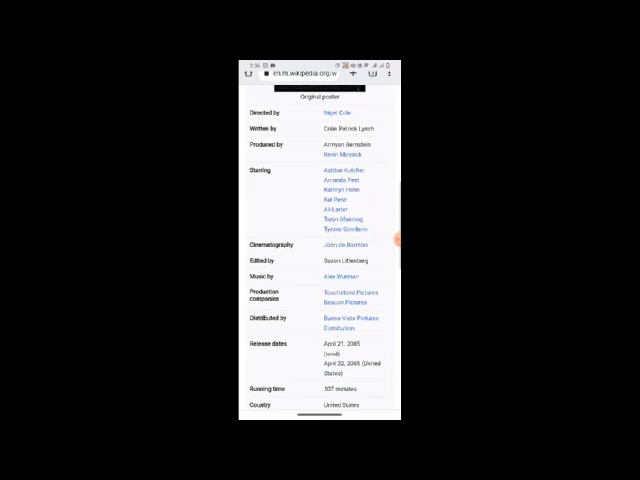 2:36
en.m.wikipedia.org/w
Original poster
Directed by Nigel Cole
Written by Colin Patrick Lynch
Produced by Armyan Bernstein
Kevin Messick
Starring Ashton Kutcher
Amanda Peet
Kathryn Hahn
Kal Penn
Ali Larter
Taryn Manning
Tyrone Giordano
Cinematography John de Borman
Edited by Susan Littenberg
Music by Alex Wurman
Production Touchstone Pictures
companies Beacon Pictures
Distributed by Buena Vista Pictures
Distribution
Release dates April 21, 2005
(Israel)
April 22, 2005 (United
States)
Running time 107 minutes
Country United States